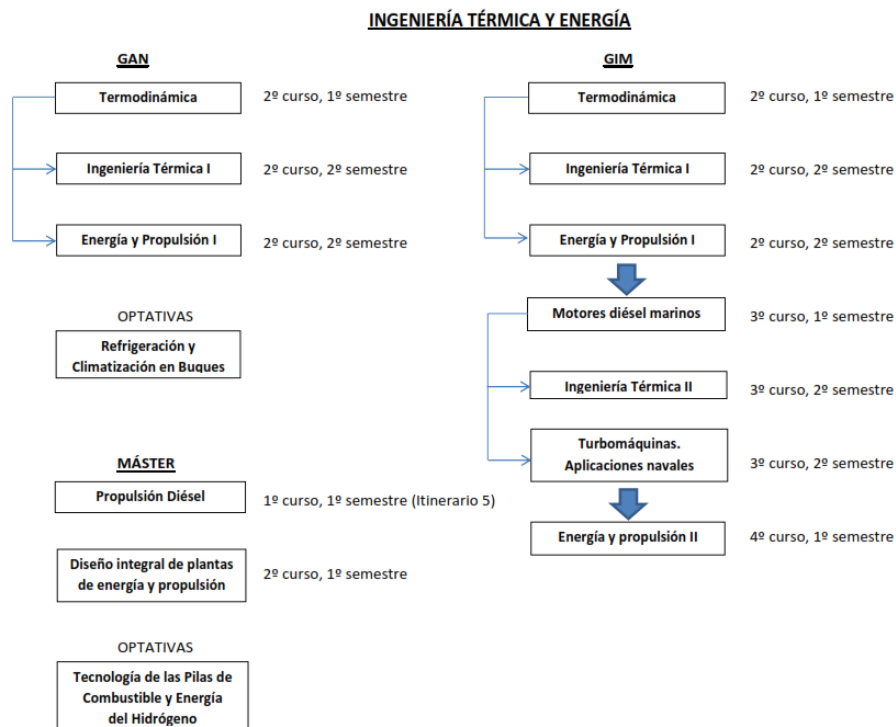 INGENIERÍA TÉRMICA Y ENERGÍA
GAN
Termodinámica
2º curso, 1º semestre
Ingeniería Térmica I
2º curso, 2º semestre
Energía y Propulsión I
2º curso, 2º semestre
OPTATIVAS
Refrigeración y
Climatización en Buques
MÁSTER
Propulsión Diésel
1º curso, 1º semestre (Itinerario 5)
Diseño integral de plantas
de energía y propulsión
2º curso, 1º semestre
OPTATIVAS
Tecnología de las Pilas de
Combustible y Energía
del Hidrógeno
GIM
Termodinámica
2º curso, 1º semestre
Ingeniería Térmica I
2º curso, 2º semestre
Energía y Propulsión I
2º curso, 2º semestre
Motores diésel marinos
3º curso, 1º semestre
Ingeniería Térmica II
3º curso, 2º semestre
Turbomáquinas.
Aplicaciones navales
3º curso, 2º semestre
Energía y propulsión II
4º curso, 1º semestre